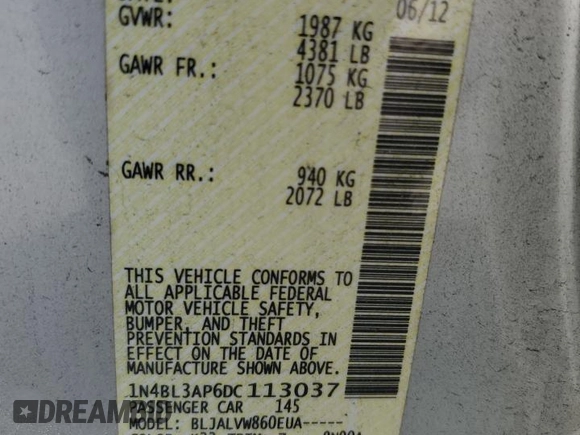 06/12
GVWR: 1987 KG
4381 LB
GAWR FR.: 1075 KG
2370 LB
GAWR RR.: 940 KG
2072 LB
THIS VEHICLE CONFORMS TO
ALL APPLICABLE FEDERAL
MOTOR VEHICLE SAFETY,
BUMPER, AND THEFT
PREVENTION STANDARDS IN
EFFECT ON THE DATE OF
MANUFACTURE SHOWN ABOVE.
1N4BL3AP6DC113037
PASSENGER CAR 145
MODEL: BLJALVW860EUA-----
DREAMBID.COM